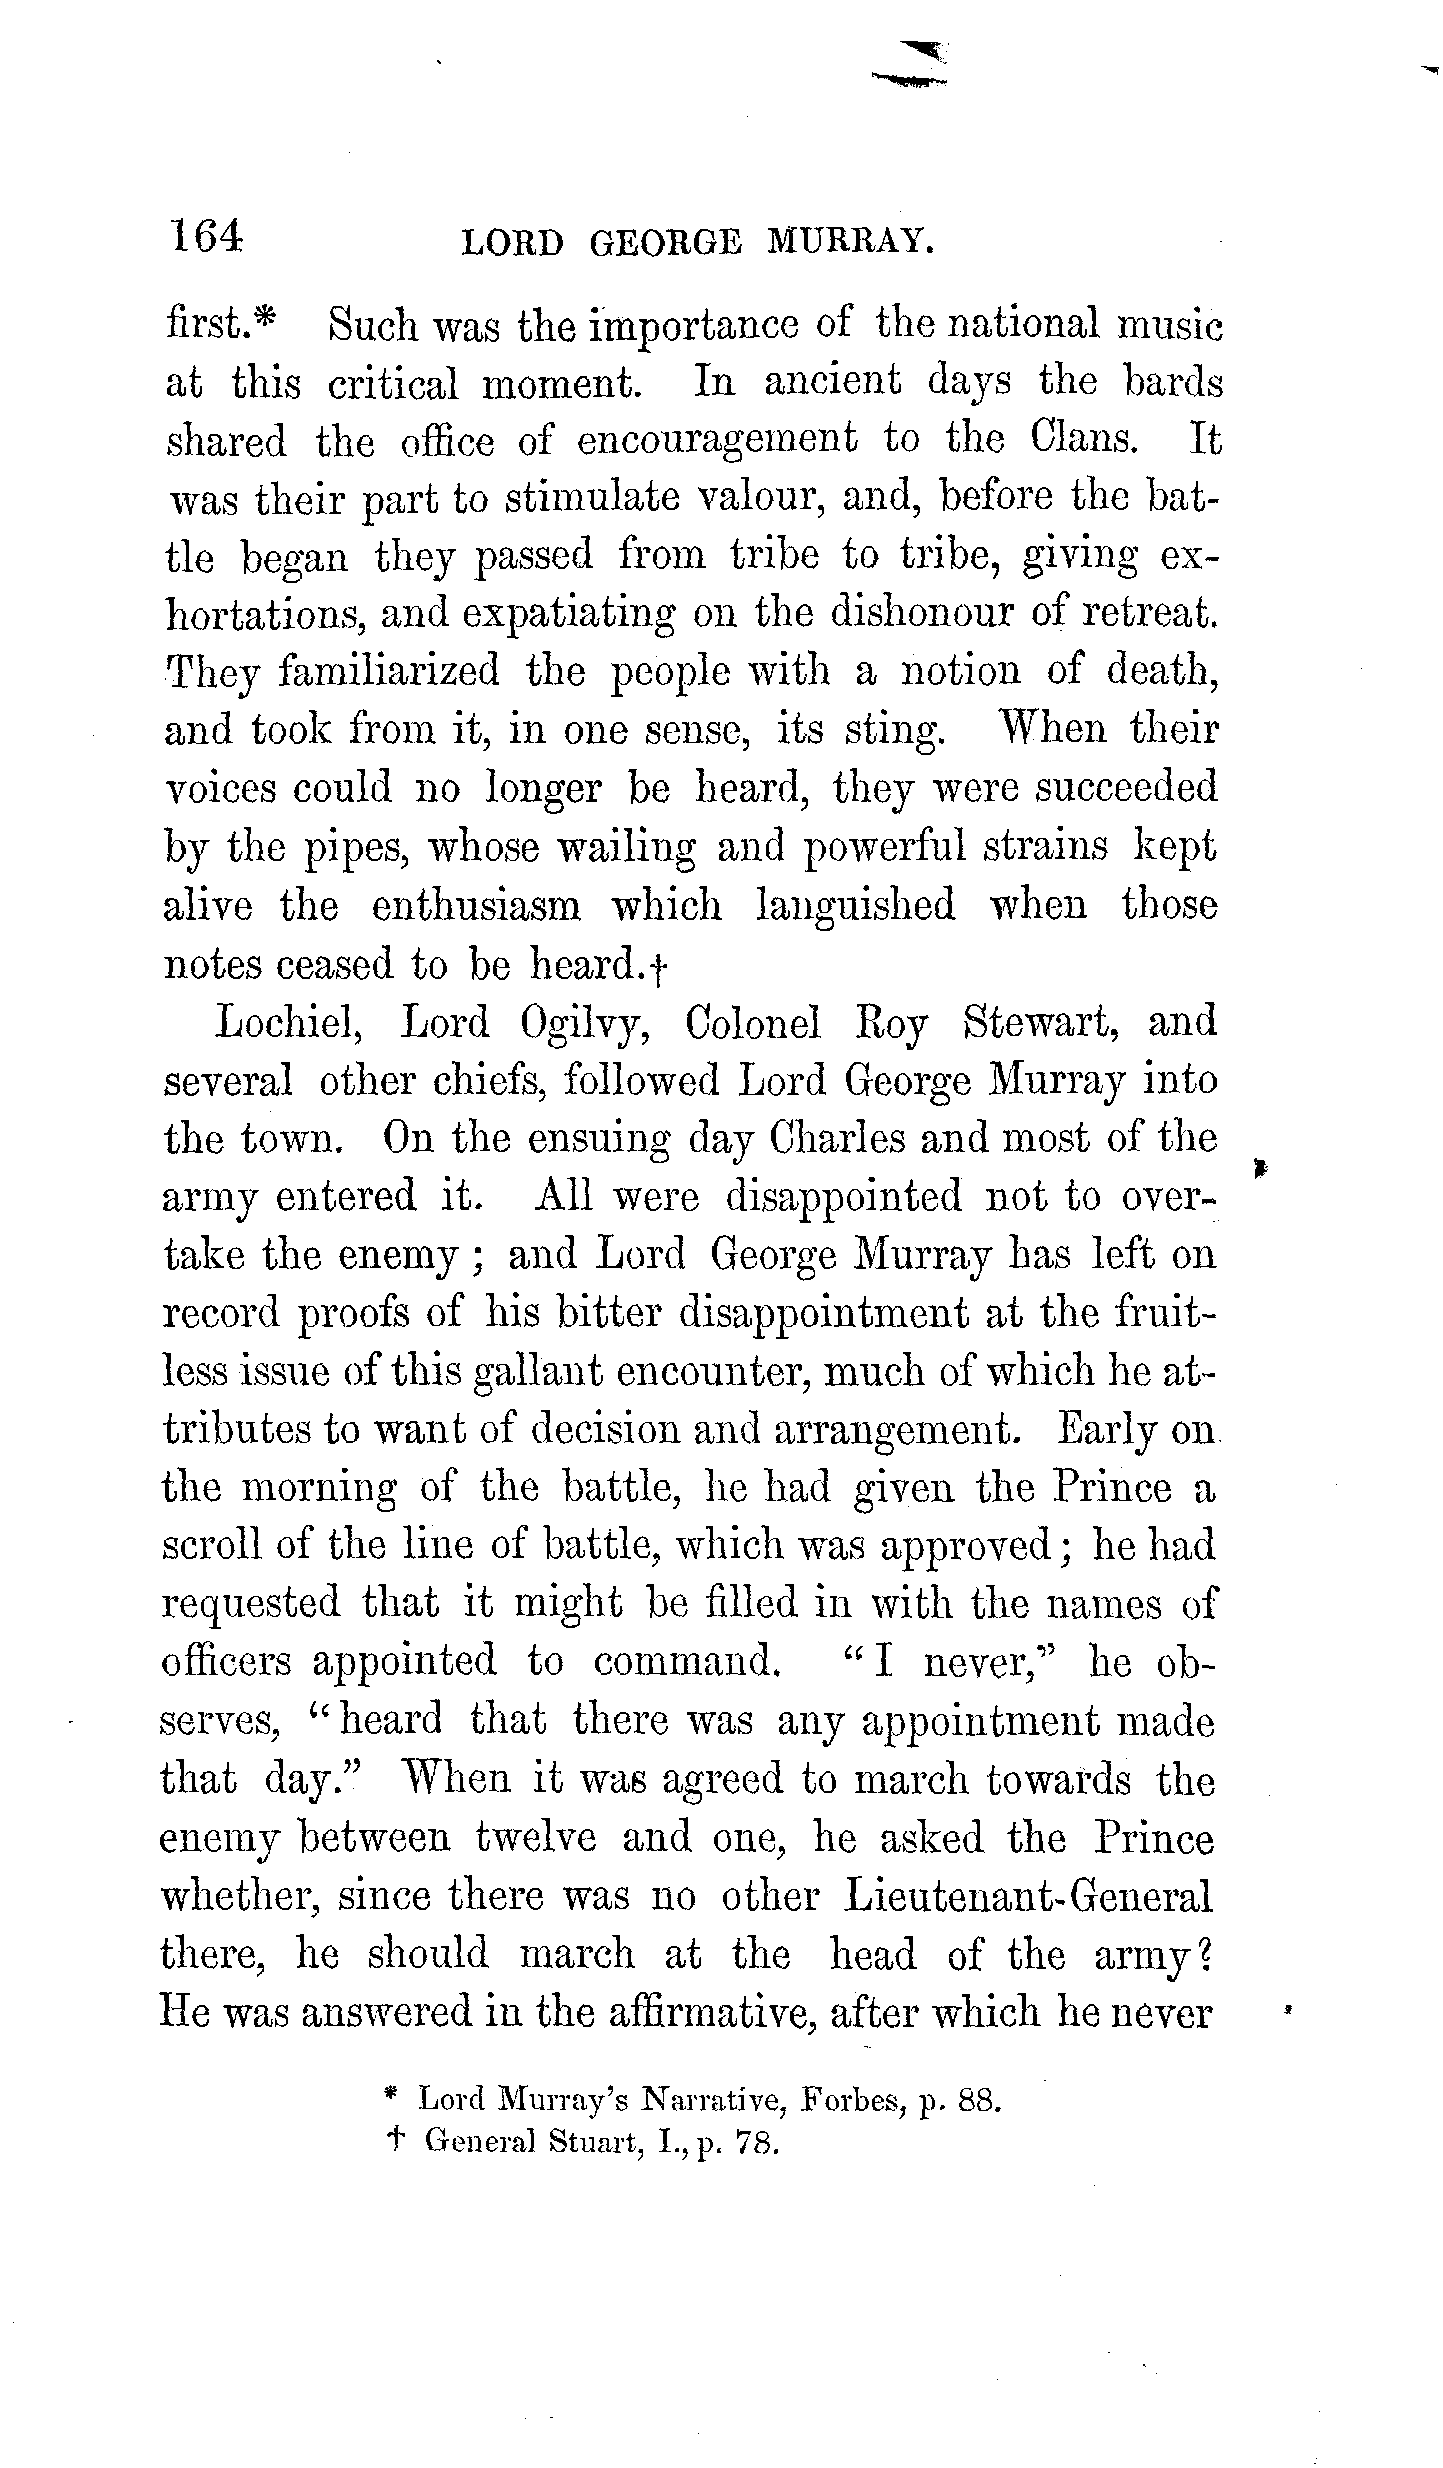 164 LORD GEORGE MURRAY.
first.* Such was the importance of the national music
at this critical moment. In ancient days the bards
shared the office of encouragement to the Clans. It
was their part to stimulate valour, and, before the bat-
tle began they passed from tribe to tribe, giving ex-
hortations, and expatiating on the dishonour of retreat.
They familiarized the people with a notion of death,
and took from it, in one sense, its sting. When their
voices could no longer be heard, they were succeeded
by the pipes, whose wailing and powerful strains kept
alive the enthusiasm which languished when those
notes ceased to be heard.†
Lochiel, Lord Ogilvy, Colonel Roy Stewart, and
several other chiefs, followed Lord George Murray into
the town. On the ensuing day Charles and most of the
army entered it. All were disappointed not to over-
take the enemy ; and Lord George Murray has left on
record proofs of his bitter disappointment at the fruit-
less issue of this gallant encounter, much of which he at-
tributes to want of decision and arrangement. Early on
the morning of the battle, he had given the Prince a
scroll of the line of battle, which was approved ; he had
requested that it might be filled in with the names of
officers appointed to command. “ I never,” he ob-
serves, “ heard that there was any appointment made
that day.” When it was agreed to march towards the
enemy between twelve and one, he asked the Prince
whether, since there was no other Lieutenant-General
there, he should march at the head of the army?
He was answered in the affirmative, after which he never
* Lord Murray's Narrative, Forbes, p. 88.
† General Stuart, I., p. 78.